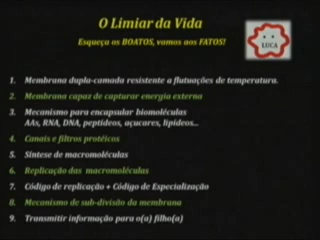 O Limiar da Vida
Esqueça os BOATOS, vamos aos FATOS!
LUCA
1. Membrana dupla-camada resistente a flutuações de temperatura.
2. Membrana capaz de capturar energia externa
3. Mecanismo para encapsular biomoléculas
AAs, RNA, DNA, peptídeos, açucares, lipídeos...
4. Canais e filtros protéicos
5. Síntese de macromoléculas
6. Replicação das macromoléculas
7. Código de replicação + Código de Especialização
8. Mecanismo de sub-divisão da membrana
9. Transmitir informação para o(a) filho(a)